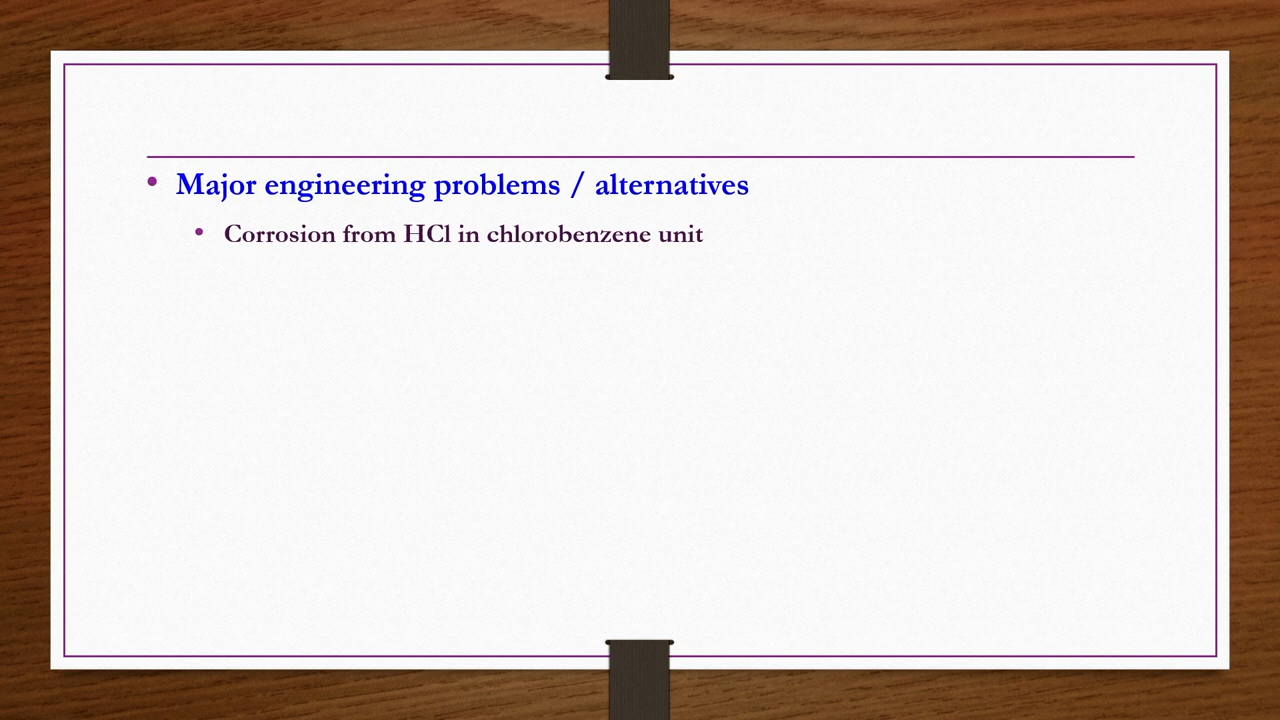 • Major engineering problems / alternatives
• Corrosion from HCl in chlorobenzene unit